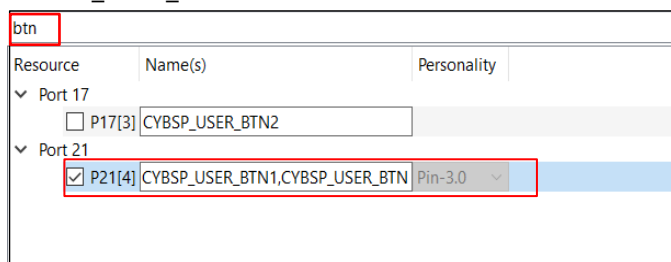 btn
Resource Name(s) Personality
Port 17
P17[3] CYBSP_USER_BTN2
Port 21
P21[4] CYBSP_USER_BTN1,CYBSP_USER_BTN Pin-3.0